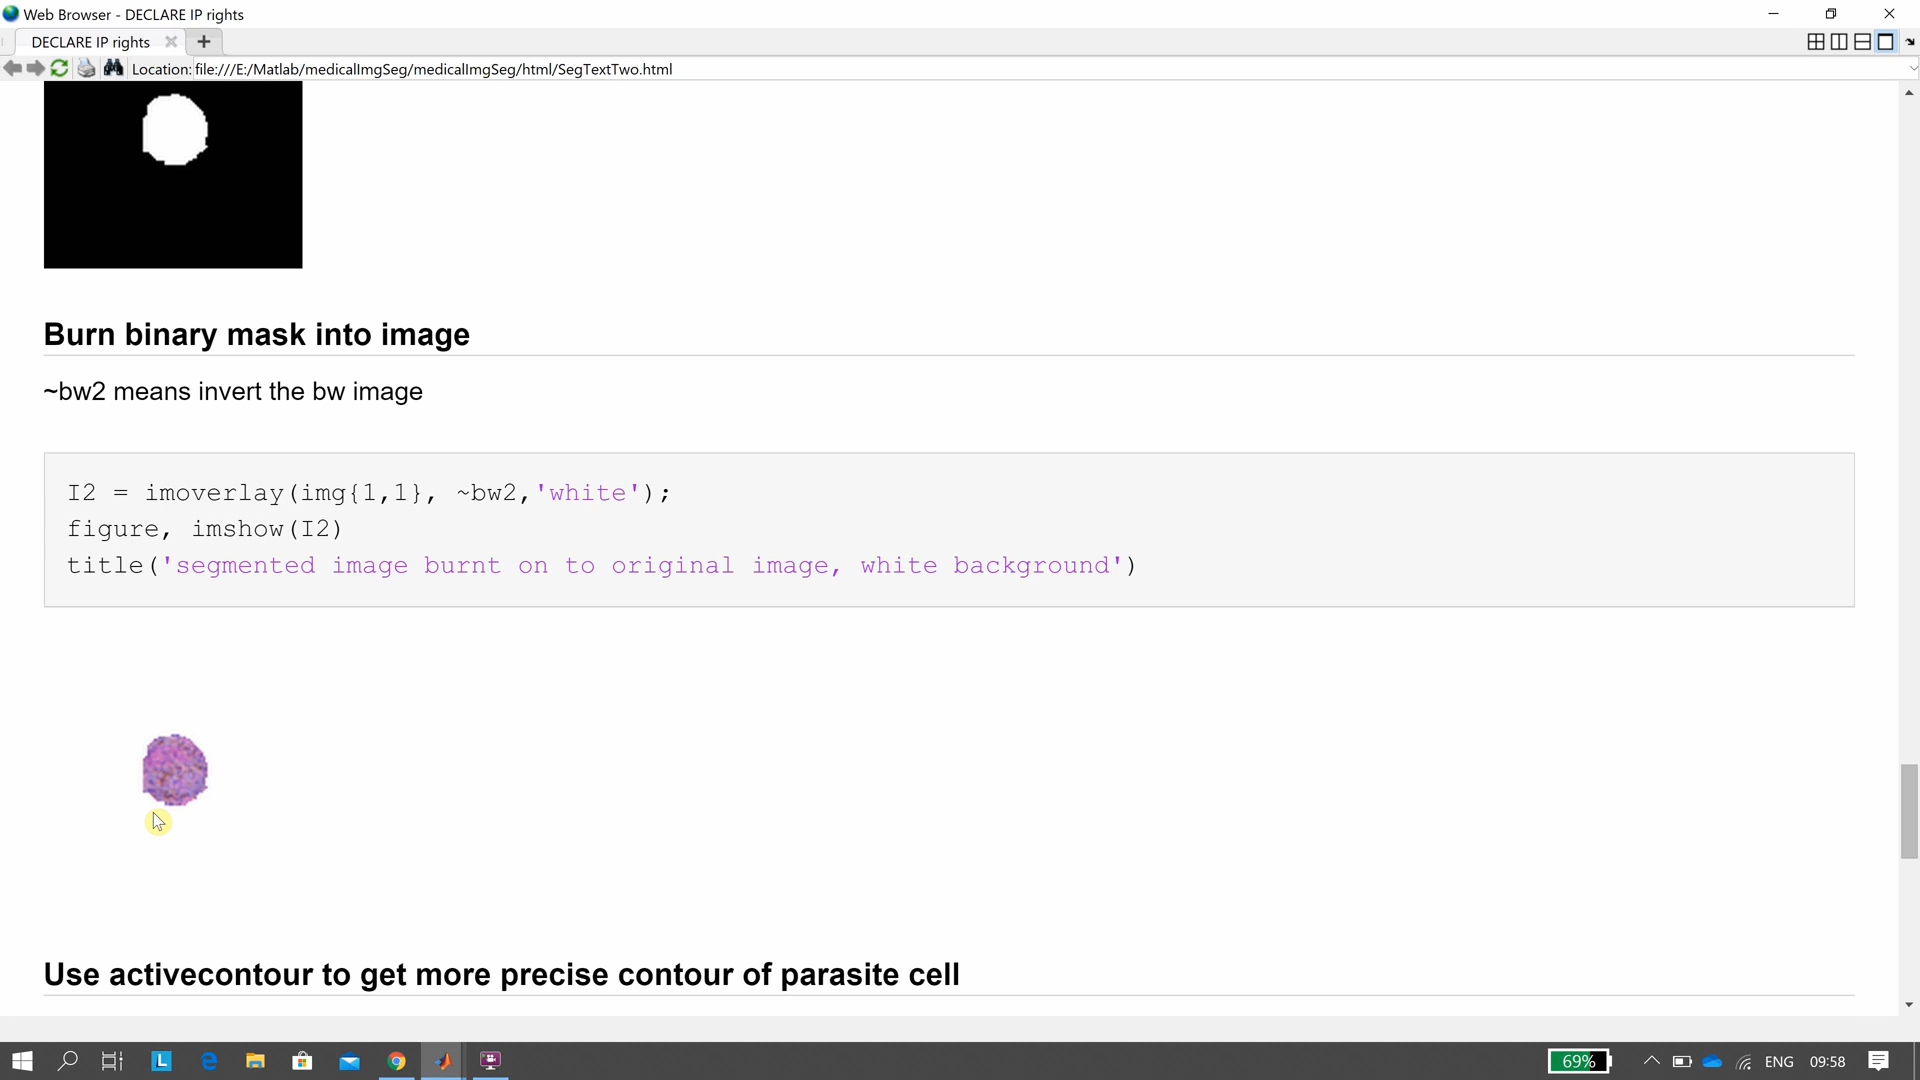 Web Browser - DECLARE IP rights
DECLARE IP rights
Location: file:///E:/Matlab/medicalImgSeg/medicalImgSeg/html/SegTextTwo.html
Burn binary mask into image
~bw2 means invert the bw image
I2 = imoverlay(img{1,1}, ~bw2,'white');
figure, imshow(I2)
title('segmented image burnt on to original image, white background')
Use activecontour to get more precise contour of parasite cell
L
69%
ENG
09:58